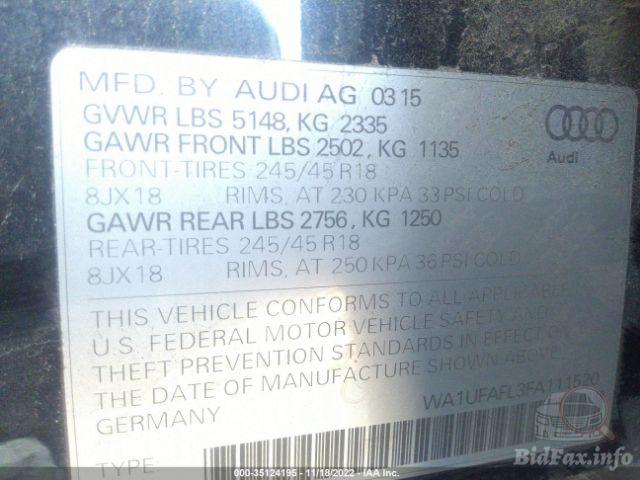 MFD. BY AUDI AG 03 15
GVWR LBS 5148, KG 2335
GAWR FRONT LBS 2502, KG 1135
FRONT-TIRES 245/45 R18
8JX18 RIMS, AT 230 KPA 33 PSI COLD
GAWR REAR LBS 2756, KG 1250
REAR-TIRES 245/45 R18
8JX18 RIMS, AT 250 KPA 36 PSI COLD
Audi
THIS VEHICLE CONFORMS TO ALL APPLICABLE
U.S. FEDERAL MOTOR VEHICLE SAFETY AND
THEFT PREVENTION STANDARDS IN EFFECT ON
THE DATE OF MANUFACTURE SHOWN ABOVE.
GERMANY WA1UFAFL3FA111520
TYPE:
000-35124195 - 11/18/2022 - IAA Inc.
BidFax.info